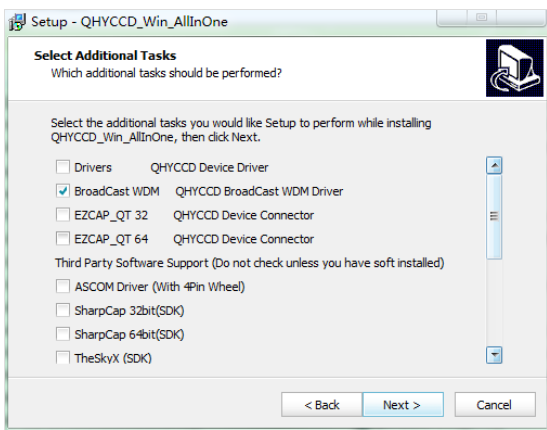 Setup - QHYCCD_Win_AllInOne
Select Additional Tasks
Which additional tasks should be performed?
Select the additional tasks you would like Setup to perform while installing
QHYCCD_Win_AllInOne, then click Next.
Drivers QHYCCD Device Driver
BroadCast WDM QHYCCD BroadCast WDM Driver
EZCAP_QT 32 QHYCCD Device Connector
EZCAP_QT 64 QHYCCD Device Connector
Third Party Software Support (Do not check unless you have soft installed)
ASCOM Driver (With 4Pin Wheel)
SharpCap 32bit(SDK)
SharpCap 64bit(SDK)
TheSkyX (SDK)
< Back Next > Cancel